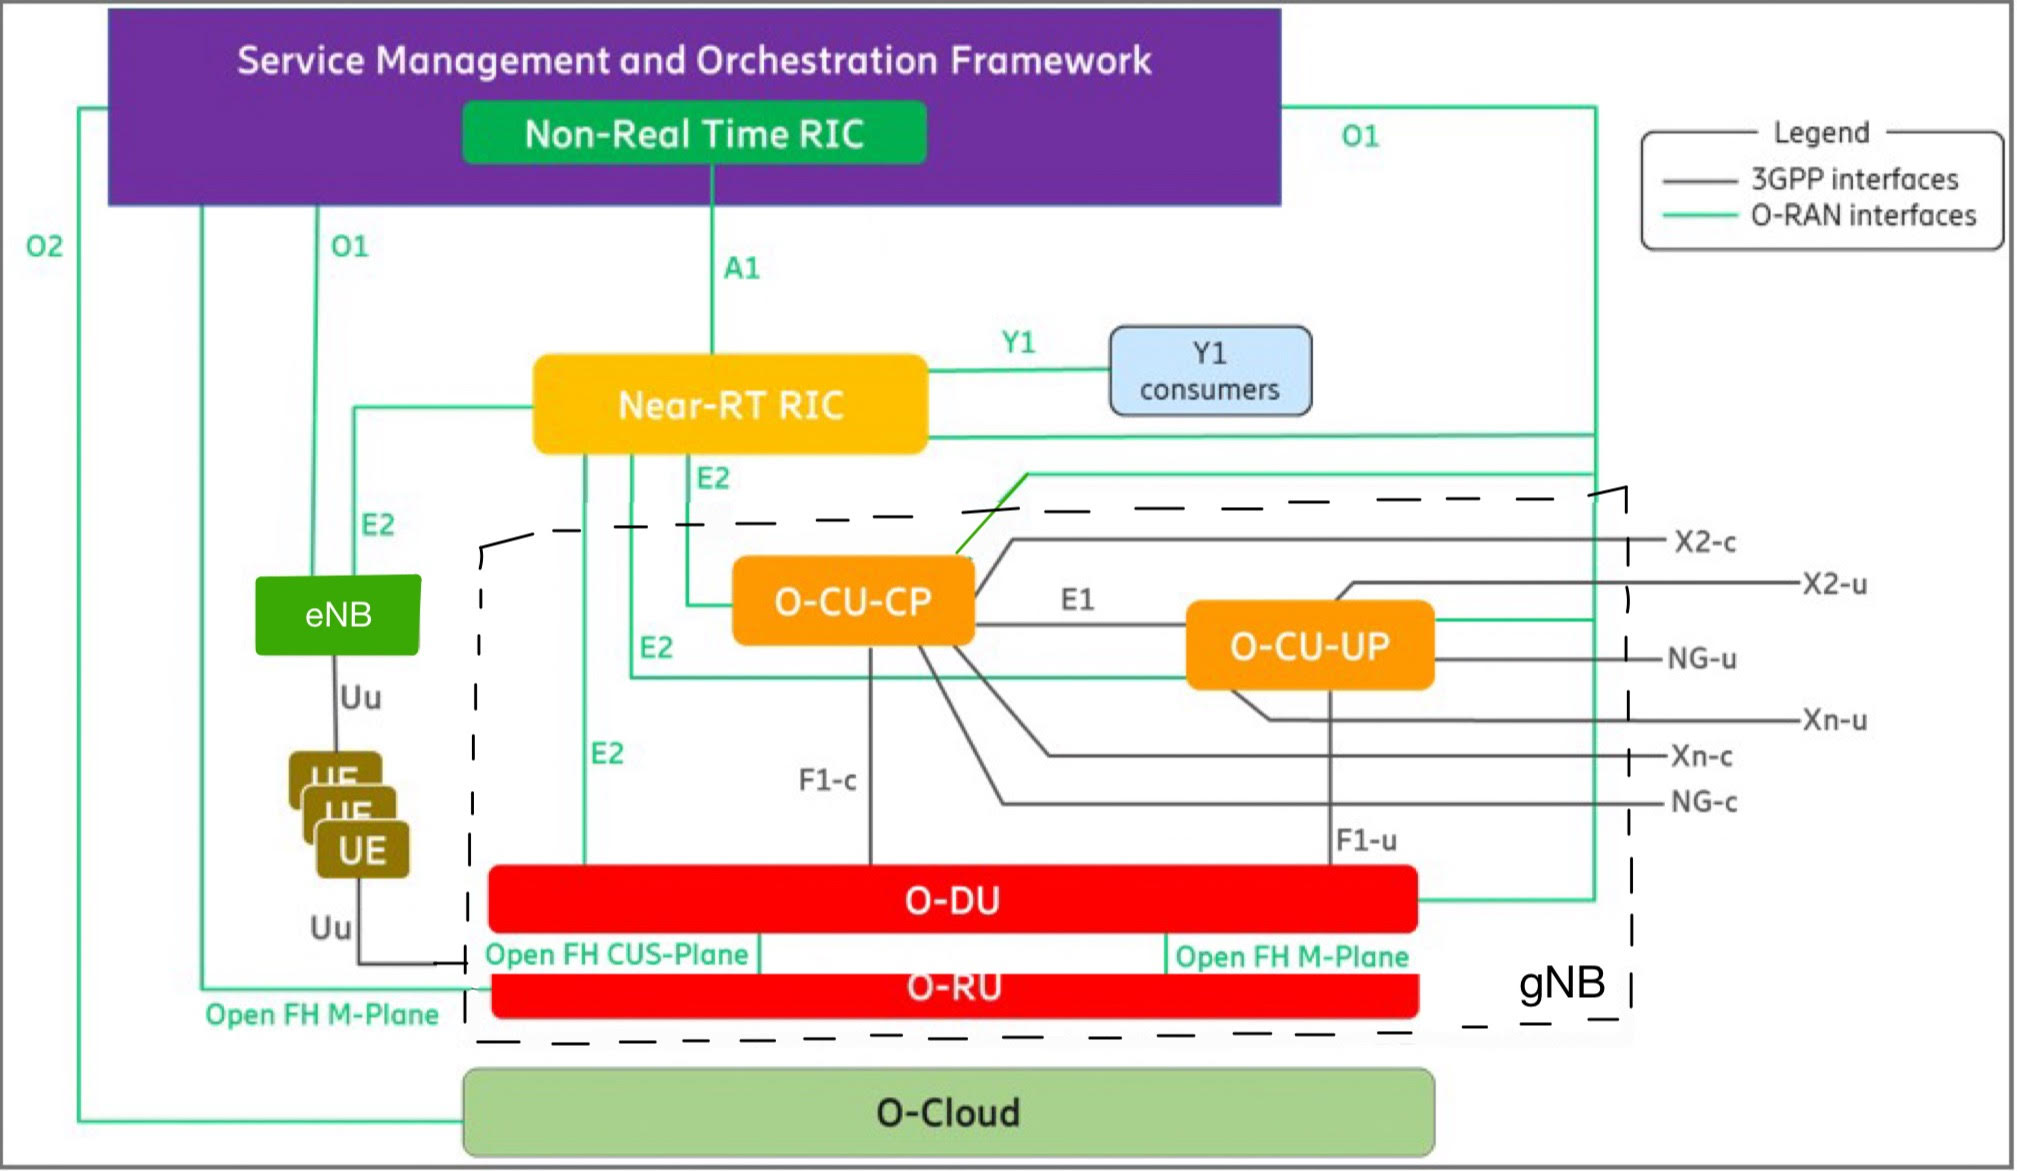 Service Management and Orchestration Framework
Non-Real Time RIC
O1
Legend
3GPP interfaces
O-RAN interfaces
O2
O1
A1
Y1
Y1
consumers
Near-RT RIC
E2
E2
X2-c
O-CU-CP
E1
X2-u
eNB
O-CU-UP
E2
NG-u
Uu
Xn-u
E2
Xn-c
UE
F1-c
NG-c
UE
F1-u
UE
O-DU
Uu
Open FH CUS-Plane
Open FH M-Plane
O-RU
gNB
Open FH M-Plane
O-Cloud